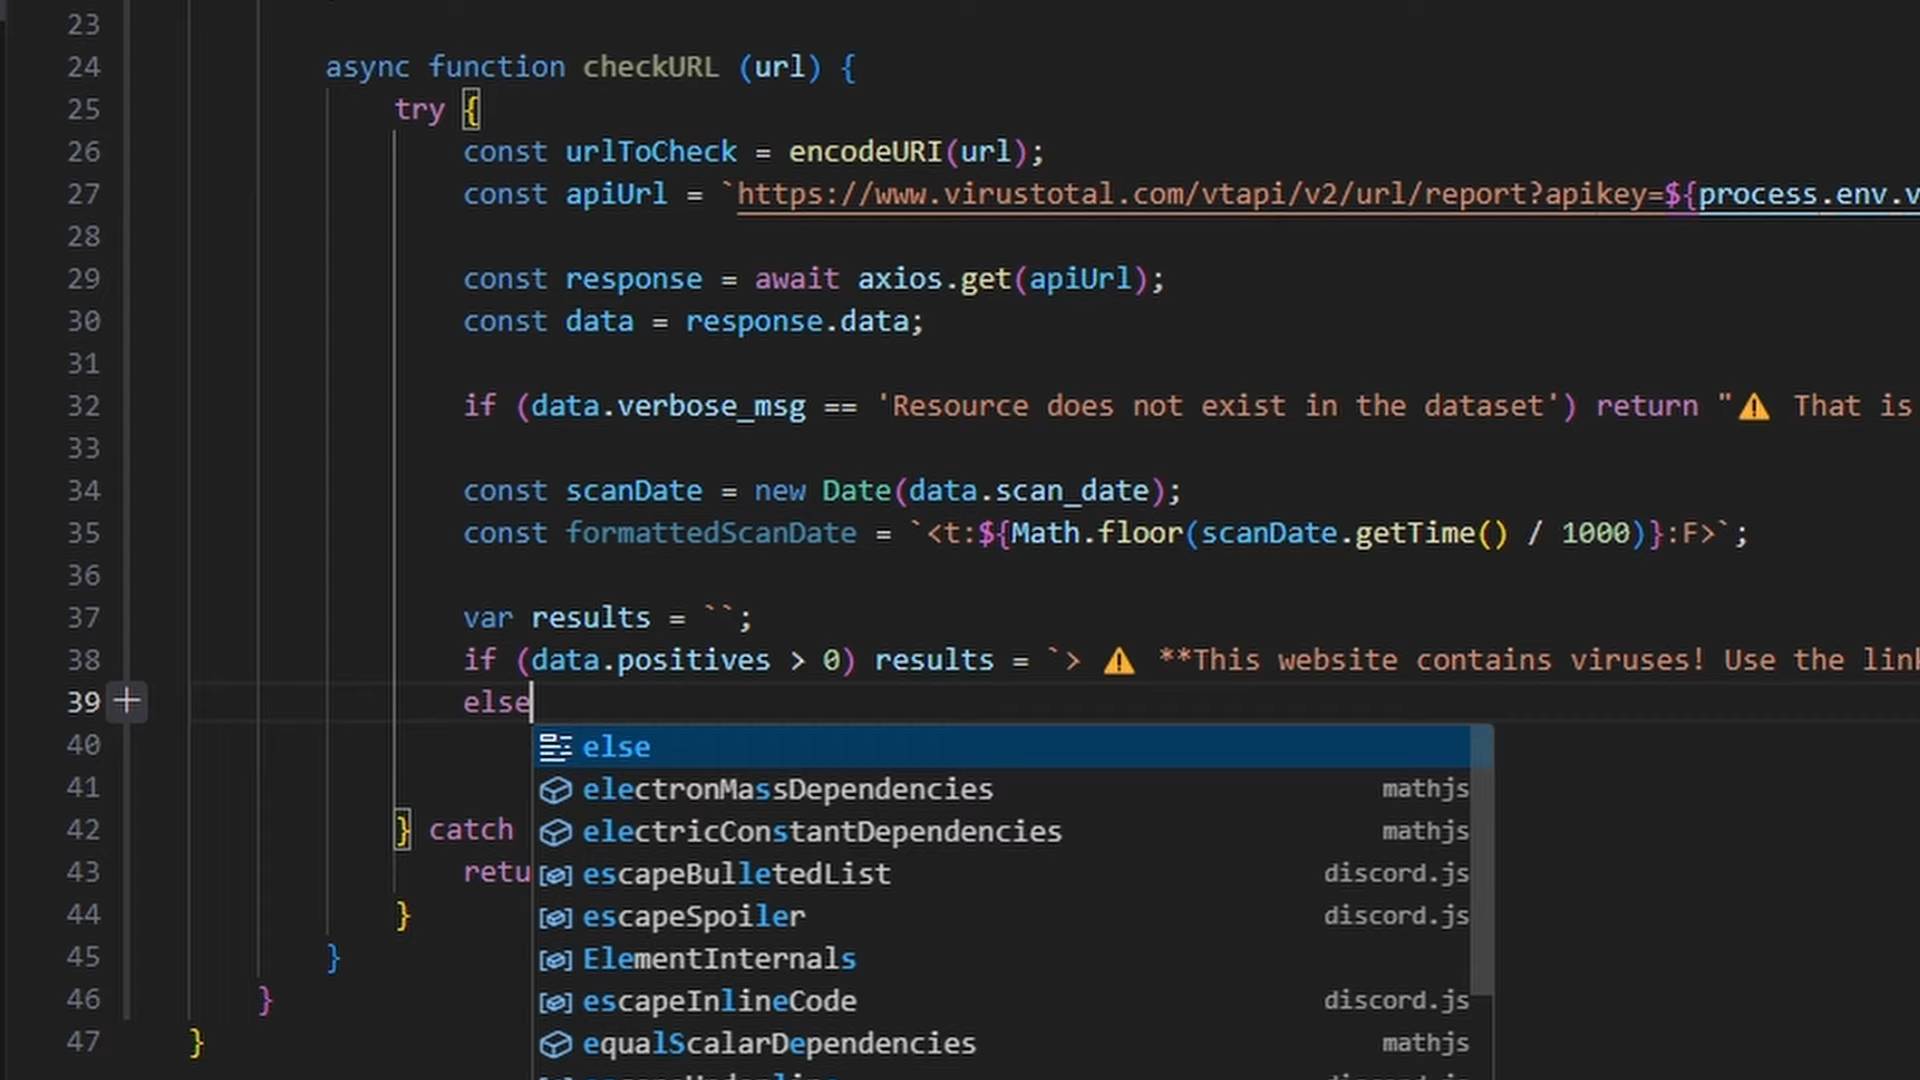 23
24 async function checkURL (url) {
25 try {
26 const urlToCheck = encodeURI(url);
27 const apiUrl = `https://www.virustotal.com/vtapi/v2/url/report?apikey=${process.env.v
28
29 const response = await axios.get(apiUrl);
30 const data = response.data;
31
32 if (data.verbose_msg == 'Resource does not exist in the dataset') return "⚠️ That is
33
34 const scanDate = new Date(data.scan_date);
35 const formattedScanDate = `<t:${Math.floor(scanDate.getTime() / 1000)}:F>`;
36
37 var results = ``;
38 if (data.positives > 0) results = `> ⚠️ **This website contains viruses! Use the link
39 else
40 else
41 electronMassDependencies mathjs
electricConstantDependencies mathjs
42 } catch
escapeBulletedList discord.js
43 retu
44 }
escapeSpoiler discord.js
45 }
ElementInternals
46 }
escapeInlineCode discord.js
47 }
equalScalarDependencies mathjs